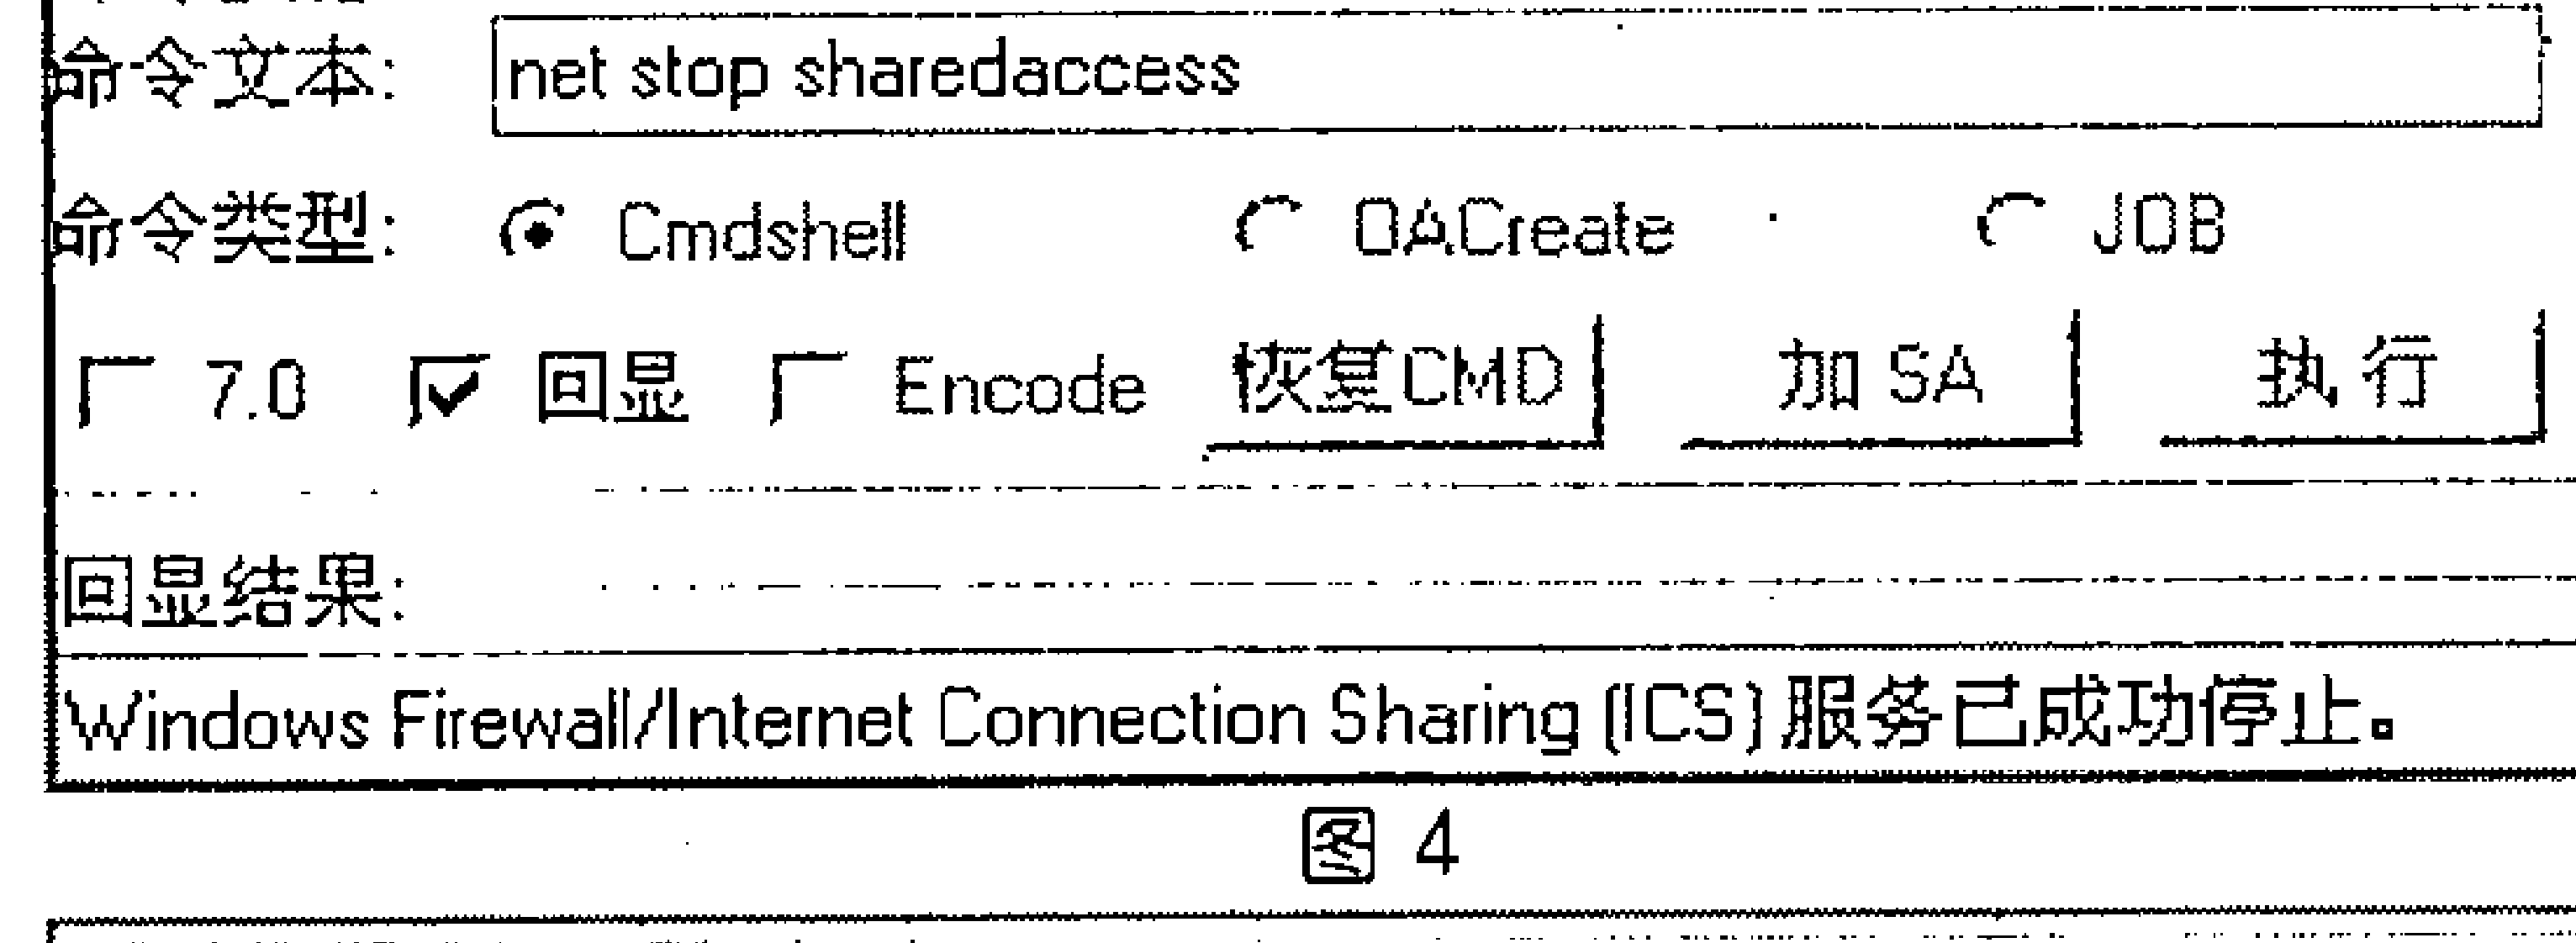 命令文本: net stop sharedaccess
命令类型: Cmdshell OACreate JOB
7.0 回显 Encode 恢复CMD 加 SA 执 行
回显结果:
Windows Firewall/Internet Connection Sharing (ICS) 服务已成功停止。
图 4